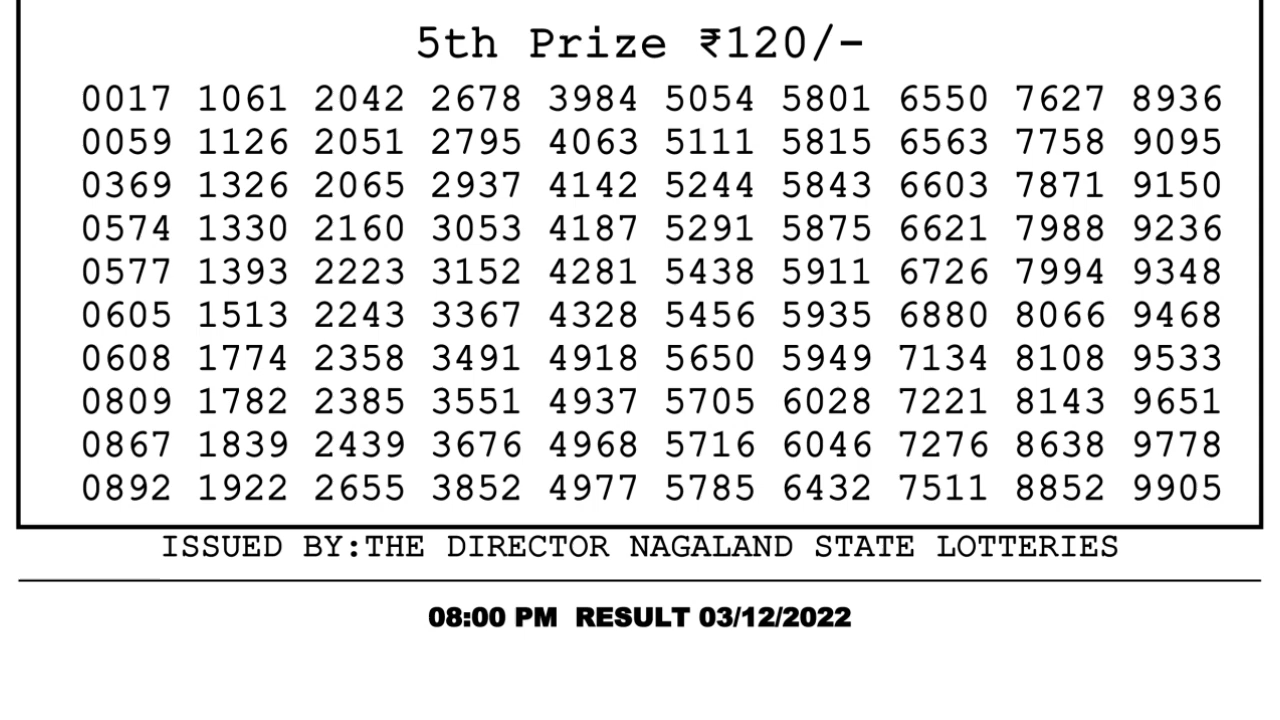 5th Prize ₹120/-
0017 1061 2042 2678 3984 5054 5801 6550 7627 8936
0059 1126 2051 2795 4063 5111 5815 6563 7758 9095
0369 1326 2065 2937 4142 5244 5843 6603 7871 9150
0574 1330 2160 3053 4187 5291 5875 6621 7988 9236
0577 1393 2223 3152 4281 5438 5911 6726 7994 9348
0605 1513 2243 3367 4328 5456 5935 6880 8066 9468
0608 1774 2358 3491 4918 5650 5949 7134 8108 9533
0809 1782 2385 3551 4937 5705 6028 7221 8143 9651
0867 1839 2439 3676 4968 5716 6046 7276 8638 9778
0892 1922 2655 3852 4977 5785 6432 7511 8852 9905
ISSUED BY:THE DIRECTOR NAGALAND STATE LOTTERIES
08:00 PM RESULT 03/12/2022